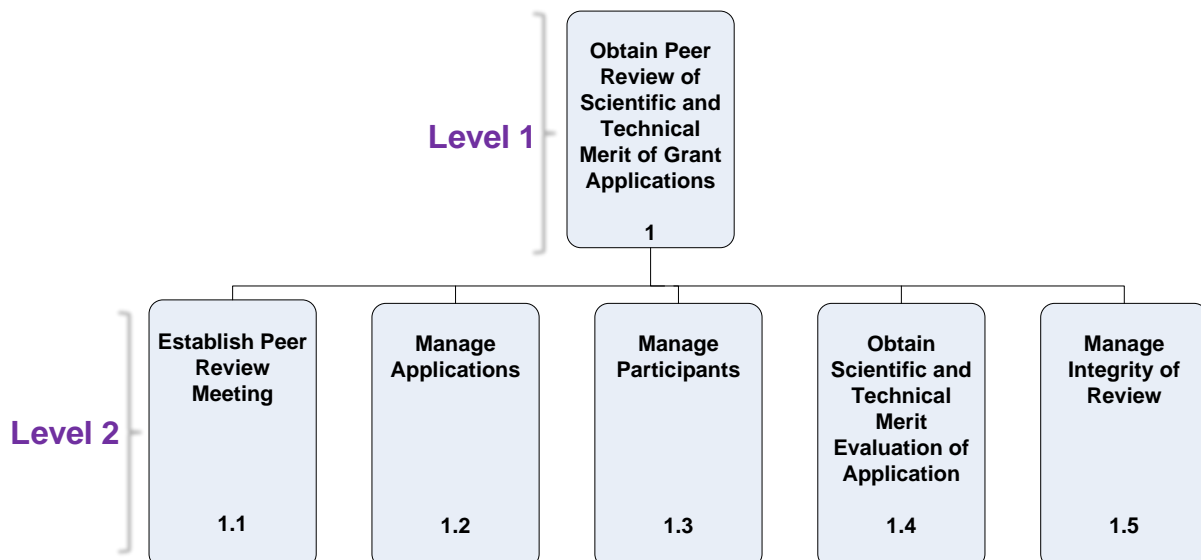 Level 1
Obtain Peer
Review of
Scientific and
Technical
Merit of Grant
Applications
1
Level 2
Establish Peer
Review
Meeting
1.1
Manage
Applications
1.2
Manage
Participants
1.3
Obtain
Scientific and
Technical
Merit
Evaluation of
Application
1.4
Manage
Integrity of
Review
1.5